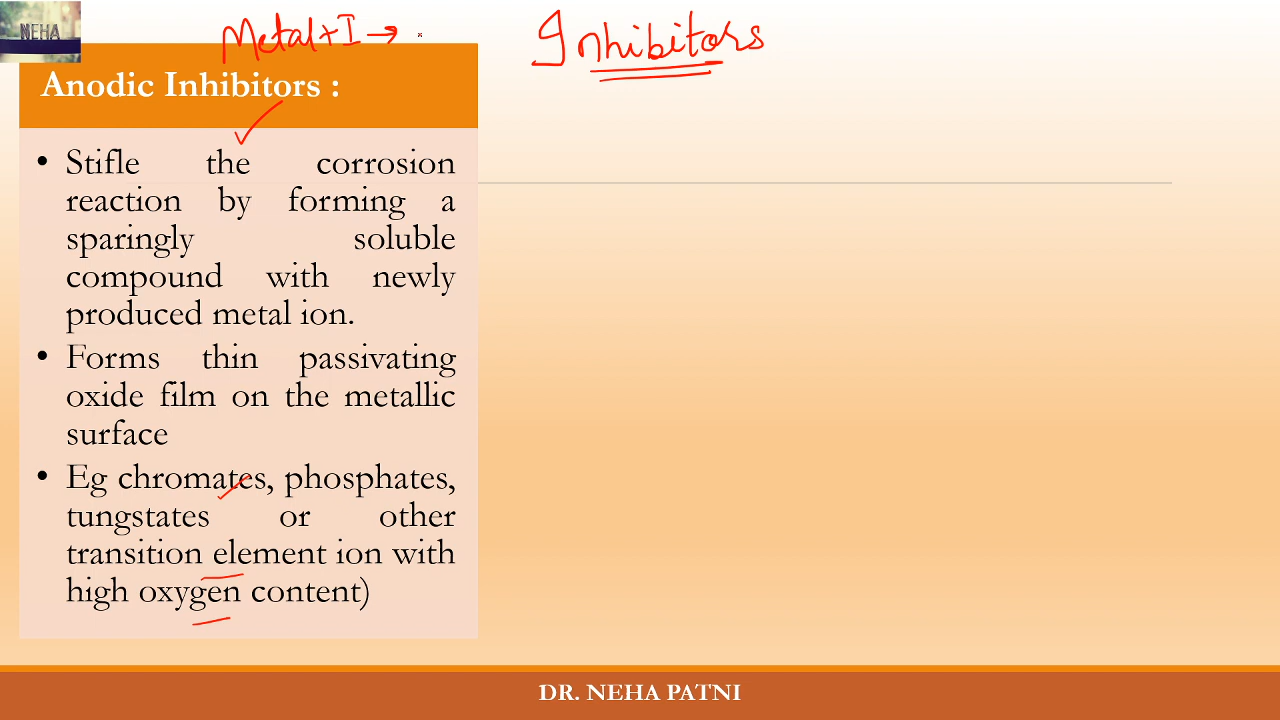 NEHA
Metal + I →
Inhibitors
Anodic Inhibitors :
• Stifle the corrosion
reaction by forming a
sparingly soluble
compound with newly
produced metal ion.
• Forms thin passivating
oxide film on the metallic
surface
• Eg chromates, phosphates,
tungstates or other
transition element ion with
high oxygen content)
DR. NEHA PATNI